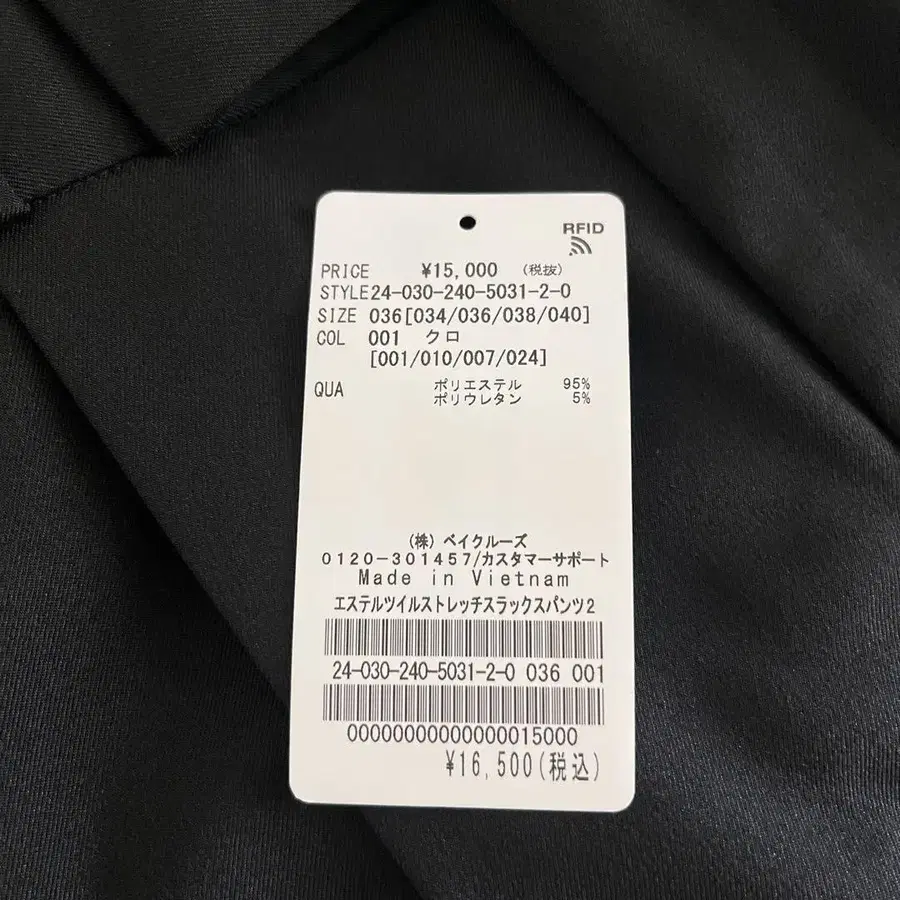 RFID
PRICE ¥15,000 (税抜)
STYLE24-030-240-5031-2-0
SIZE 036[034/036/038/040]
COL 001 クロ
[001/010/007/024]
QUA ポリエステル 95%
ポリウレタン 5%
(株) ベイクルーズ
0120-301457/カスタマーサポート
Made in Vietnam
エステルツイルストレッチスラックスパンツ2
24-030-240-5031-2-0 036 001
00000000000000015000
¥16,500(税込)